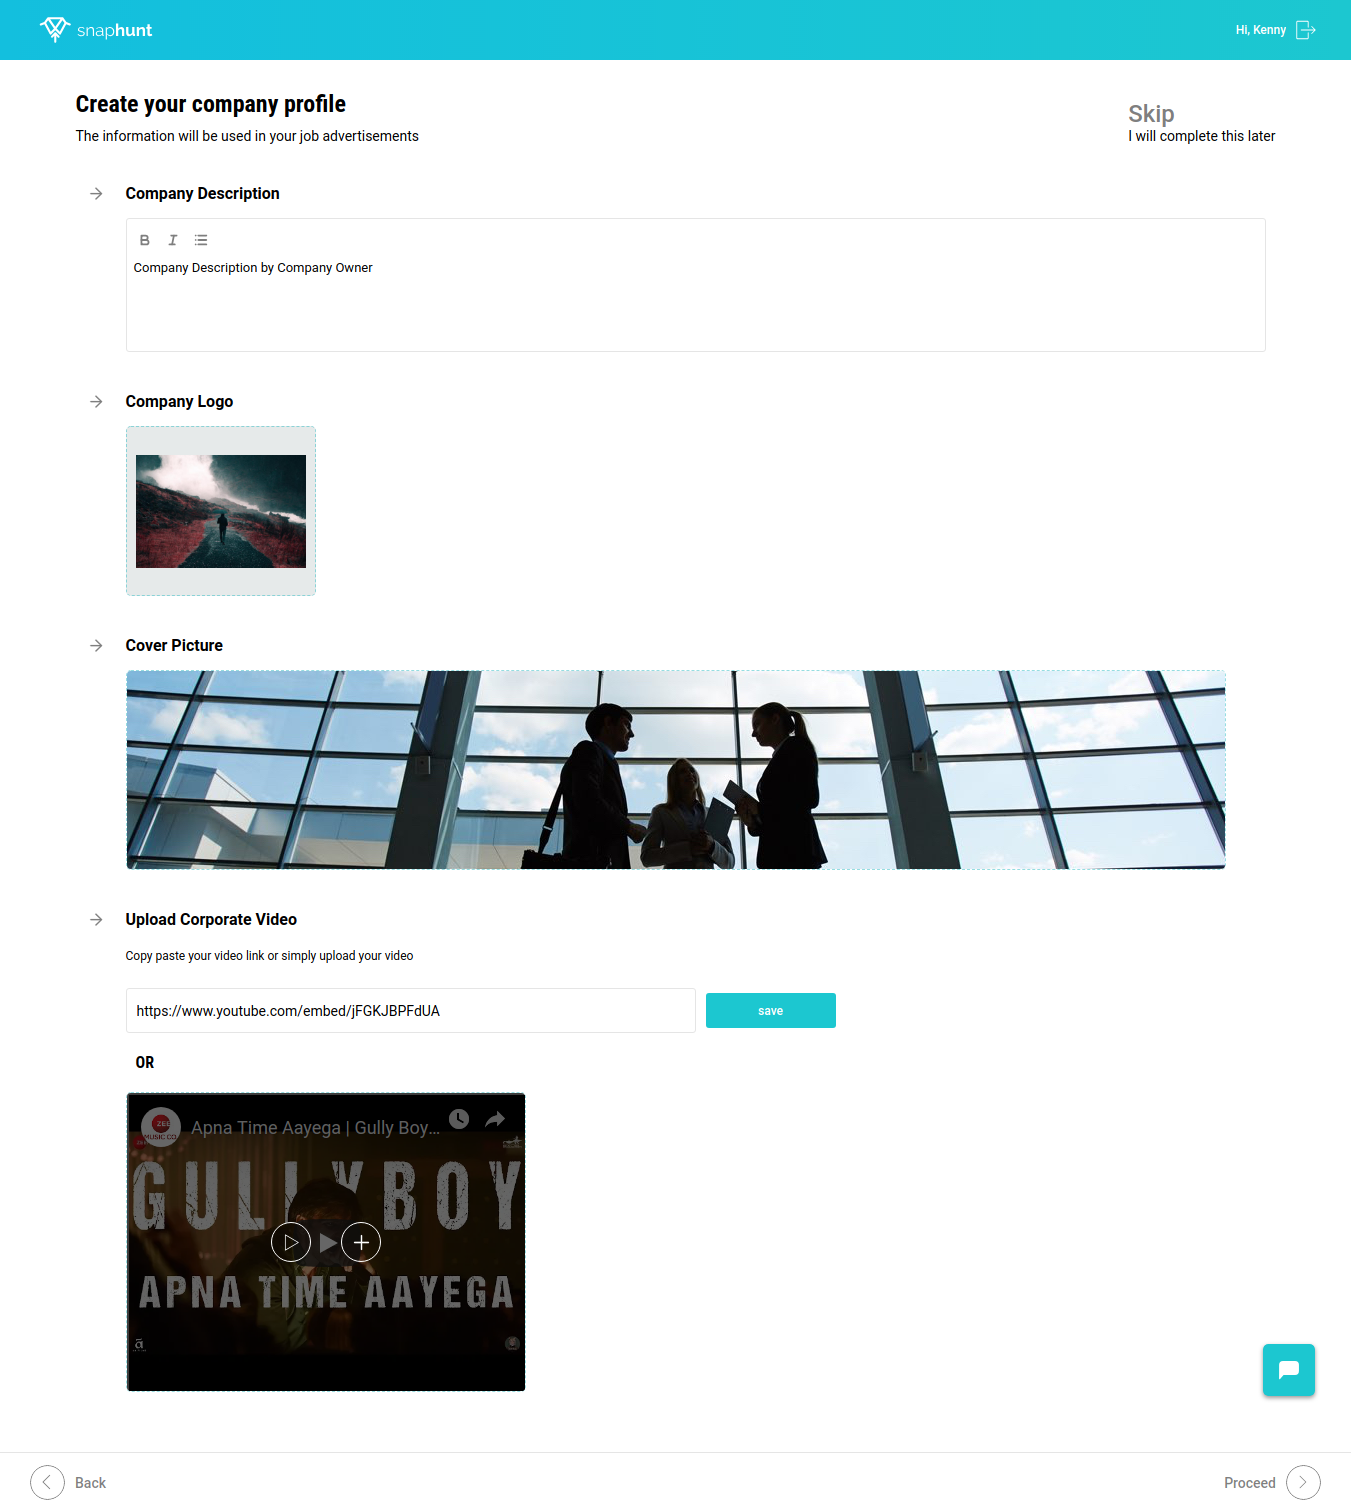 snaphunt
Hi, Kenny
Create your company profile
The information will be used in your job advertisements
Skip
I will complete this later
Company Description
B I
Company Description by Company Owner
Company Logo
Cover Picture
Upload Corporate Video
Copy paste your video link or simply upload your video
https://www.youtube.com/embed/jFGKJBPFdUA
save
OR
ZEE
MUSIC CO.
Apna Time Aayega | Gully Boy...
GULLY BOY
APNA TIME AAYEGA
Back
Proceed